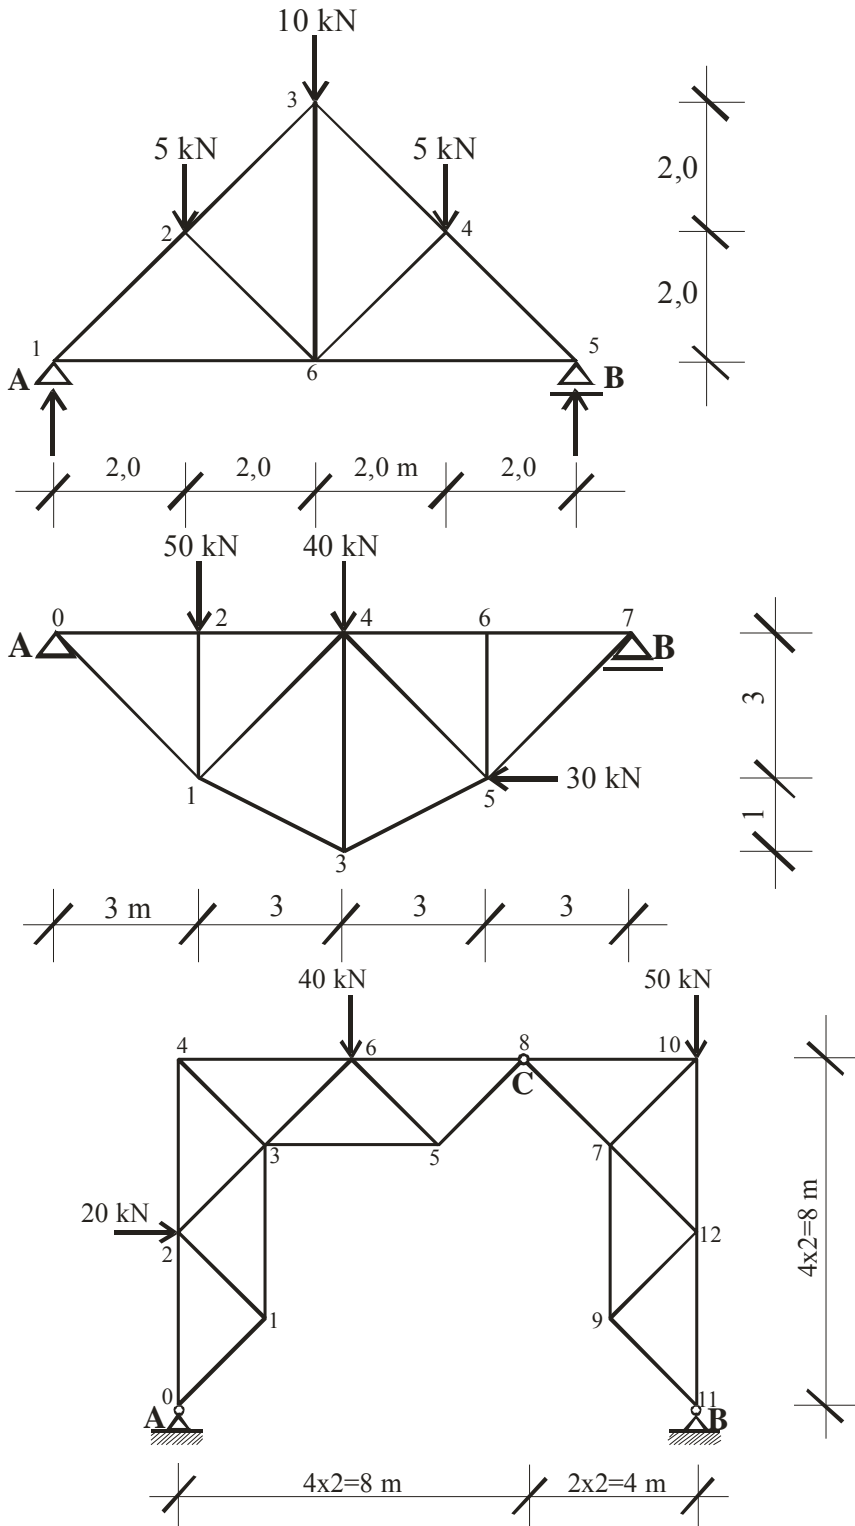 10 kN
3
5 kN 5 kN
2,0
2 4
2,0
1 5
A 6 B
2,0 2,0 2,0 m 2,0
50 kN 40 kN
0 2 4 6 7
A B
3
30 kN
1 5
1
3
3 m 3 3 3
40 kN 50 kN
4 6 8 10
C
3 5 7
20 kN
2 12
4x2=8 m
1 9
0 11
A B
4x2=8 m 2x2=4 m